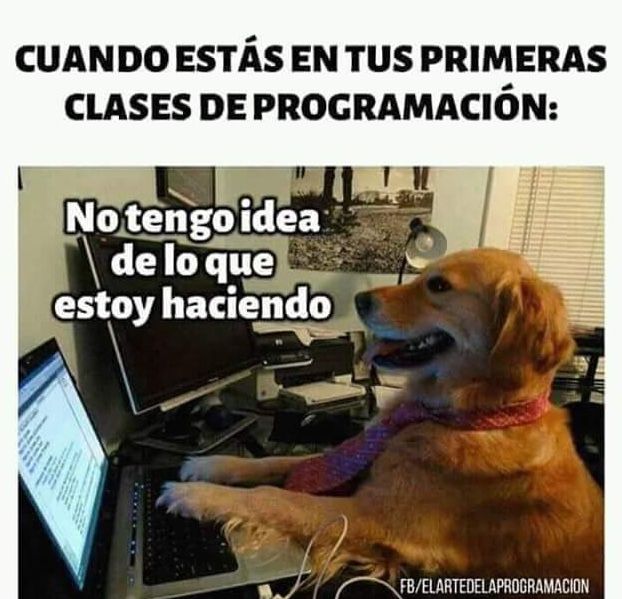 CUANDO ESTÁS EN TUS PRIMERAS
CLASES DE PROGRAMACIÓN:
No tengo idea
de lo que
estoy haciendo
FB/ELARTEDELAPROGRAMACION